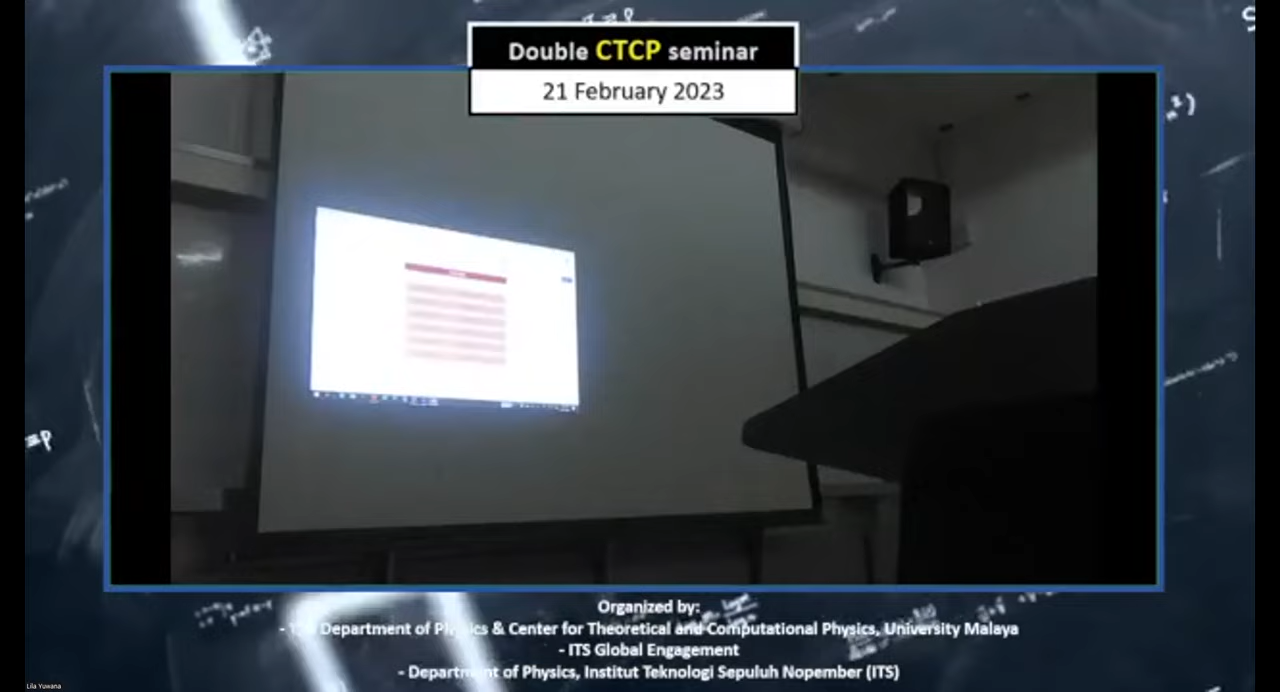 Double CTCP seminar
21 February 2023
Organized by:
Department of Physics & Center for Theoretical and Computational Physics, University Malaya
- ITS Global Engagement
- Department of Physics, Institut Teknologi Sepuluh Nopember (ITS)
Lila Yuwana